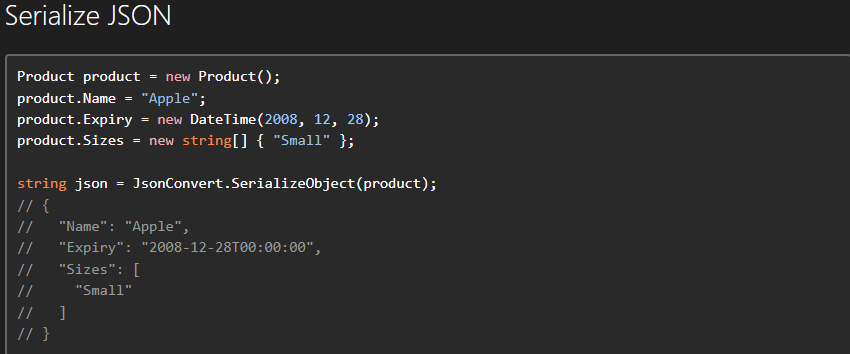 Serialize JSON
Product product = new Product();
product.Name = "Apple";
product.Expiry = new DateTime(2008, 12, 28);
product.Sizes = new string[] { "Small" };

string json = JsonConvert.SerializeObject(product);
// {
//   "Name": "Apple",
//   "Expiry": "2008-12-28T00:00:00",
//   "Sizes": [
//     "Small"
//   ]
// }